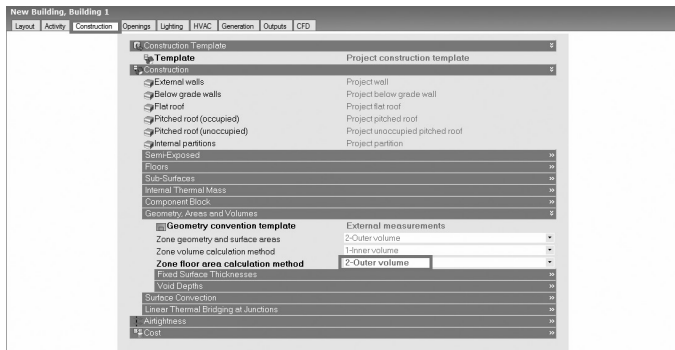 New Building, Building 1
Layout Activity Construction Openings Lighting HVAC Generation Outputs CFD
Construction Template
Template Project construction template
Construction
External walls Project wall
Below grade walls Project below grade wall
Flat roof Project flat roof
Pitched roof (occupied) Project pitched roof
Pitched roof (unoccupied) Project unoccupied pitched roof
Internal partitions Project partition
Semi-Exposed
Floors
Sub-Surfaces
Internal Thermal Mass
Component Block
Geometry, Areas and Volumes
Geometry convention template External measurements
Zone geometry and surface areas 2-Outer volume
Zone volume calculation method 1-Inner volume
Zone floor area calculation method 2-Outer volume
Fixed Surface Thicknesses
Void Depths
Surface Convection
Linear Thermal Bridging at Junctions
Airtightness
Cost